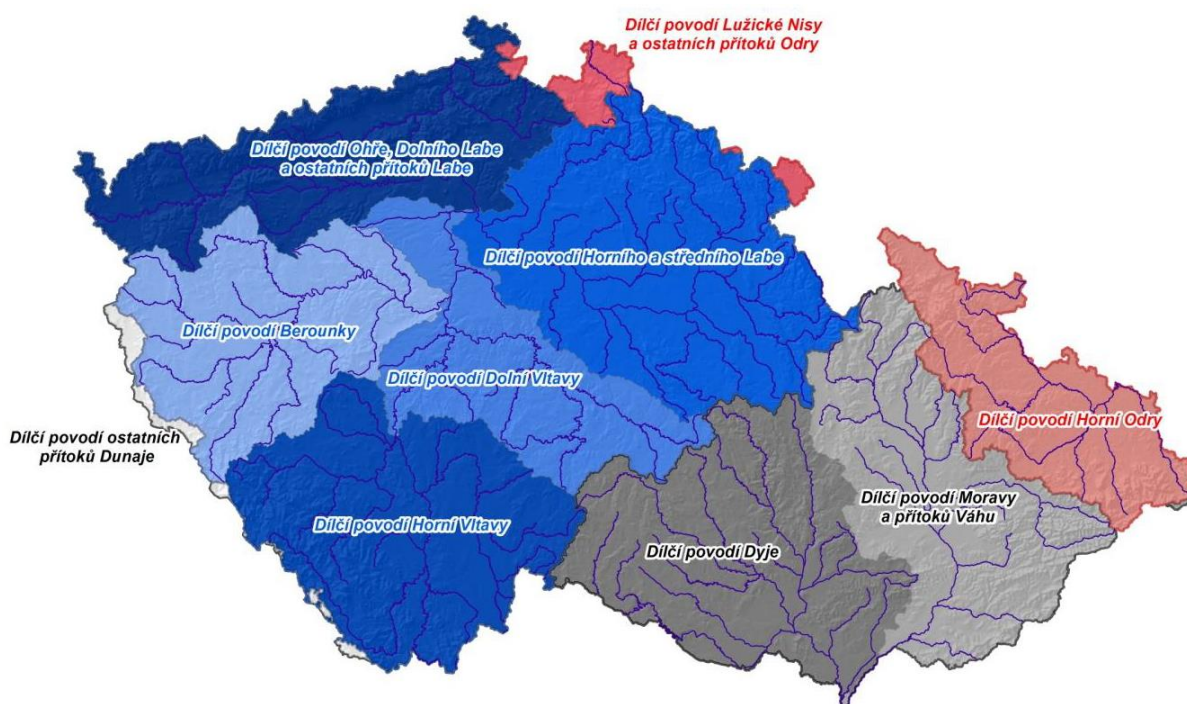 Dílčí povodí Lužické Nisy
a ostatních přítoků Odry
Dílčí povodí Ohře, Dolního Labe
a ostatních přítoků Labe
Dílčí povodí Horního a středního Labe
Dílčí povodí Berounky
Dílčí povodí Dolní Vltavy
Dílčí povodí Horní Odry
Dílčí povodí ostatních
přítoků Dunaje
Dílčí povodí Moravy
a přítoků Váhu
Dílčí povodí Horní Vltavy
Dílčí povodí Dyje